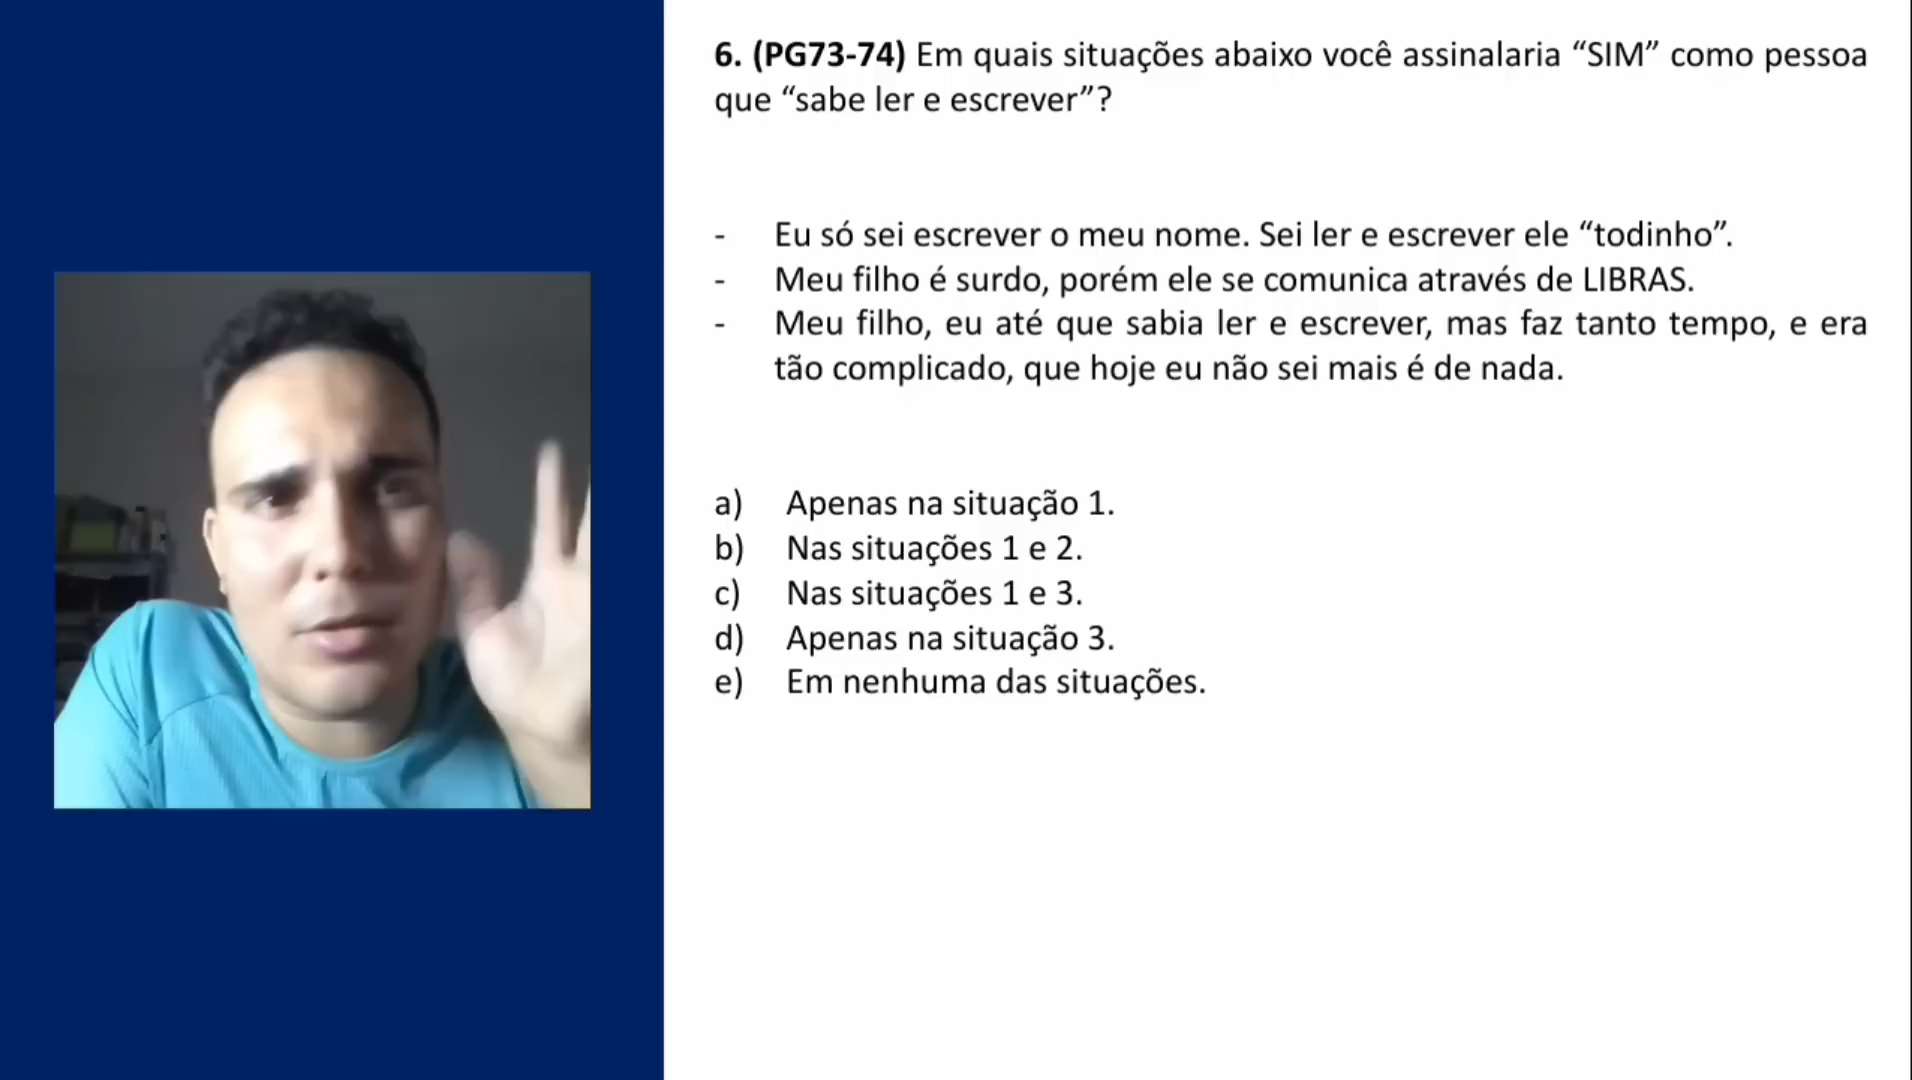 6. (PG73-74) Em quais situações abaixo você assinalaria “SIM” como pessoa
que “sabe ler e escrever”?
- Eu só sei escrever o meu nome. Sei ler e escrever ele “todinho”.
- Meu filho é surdo, porém ele se comunica através de LIBRAS.
- Meu filho, eu até que sabia ler e escrever, mas faz tanto tempo, e era
tão complicado, que hoje eu não sei mais é de nada.
a) Apenas na situação 1.
b) Nas situações 1 e 2.
c) Nas situações 1 e 3.
d) Apenas na situação 3.
e) Em nenhuma das situações.